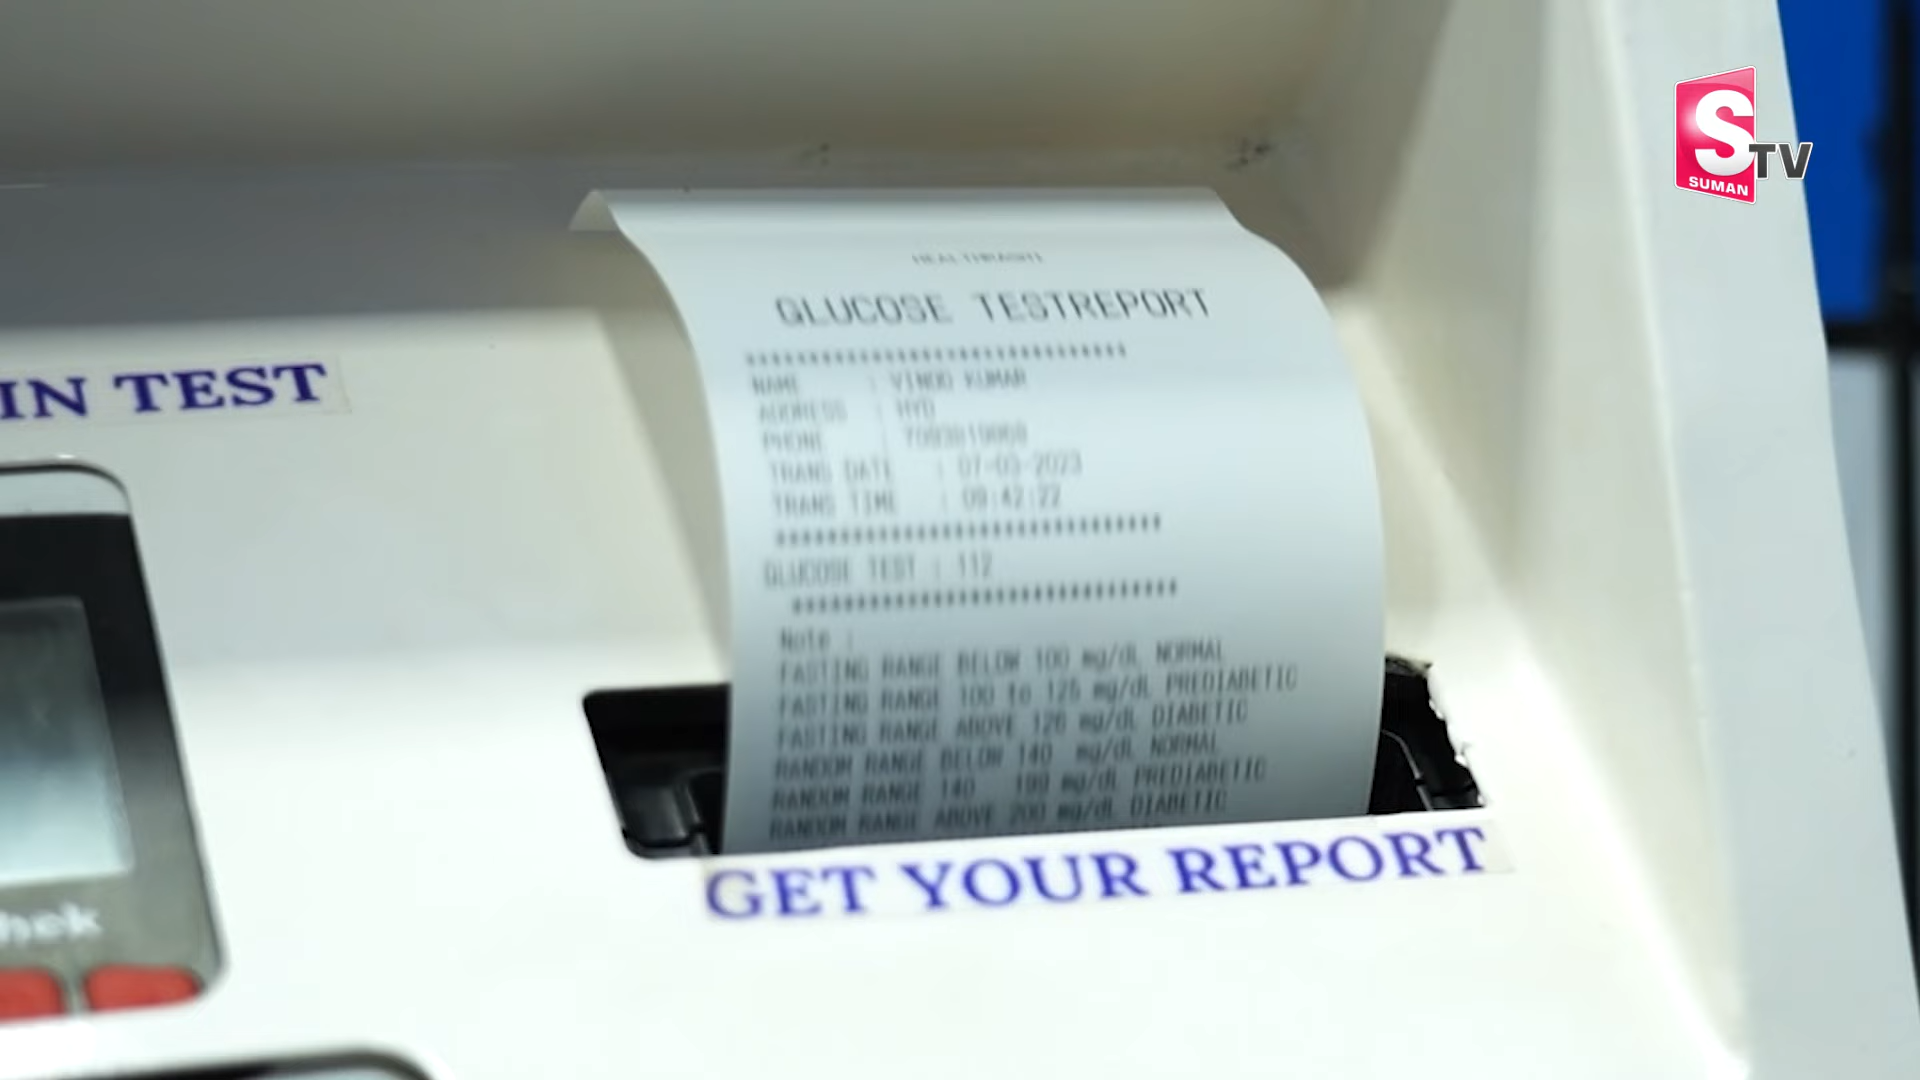 S
TV
SUMAN
GLUCOSE TESTREPORT
********************************
NAME : VINOD KUMAR
ADDRESS : HYD
PHONE :
TRANS DATE : 07-03-2023
TRANS TIME : 09:42:22
********************************
GLUCOSE TEST : 112
********************************
Note :
FASTING RANGE BELOW 100 mg/dL NORMAL
FASTING RANGE 100 to 125 mg/dL PREDIABETIC
FASTING RANGE ABOVE 126 mg/dL DIABETIC
RANDOM RANGE BELOW 140 mg/dL NORMAL
RANDOM RANGE 140 199 mg/dL PREDIABETIC
RANDOM RANGE ABOVE 200 mg/dL DIABETIC
IN TEST
hek
GET YOUR REPORT